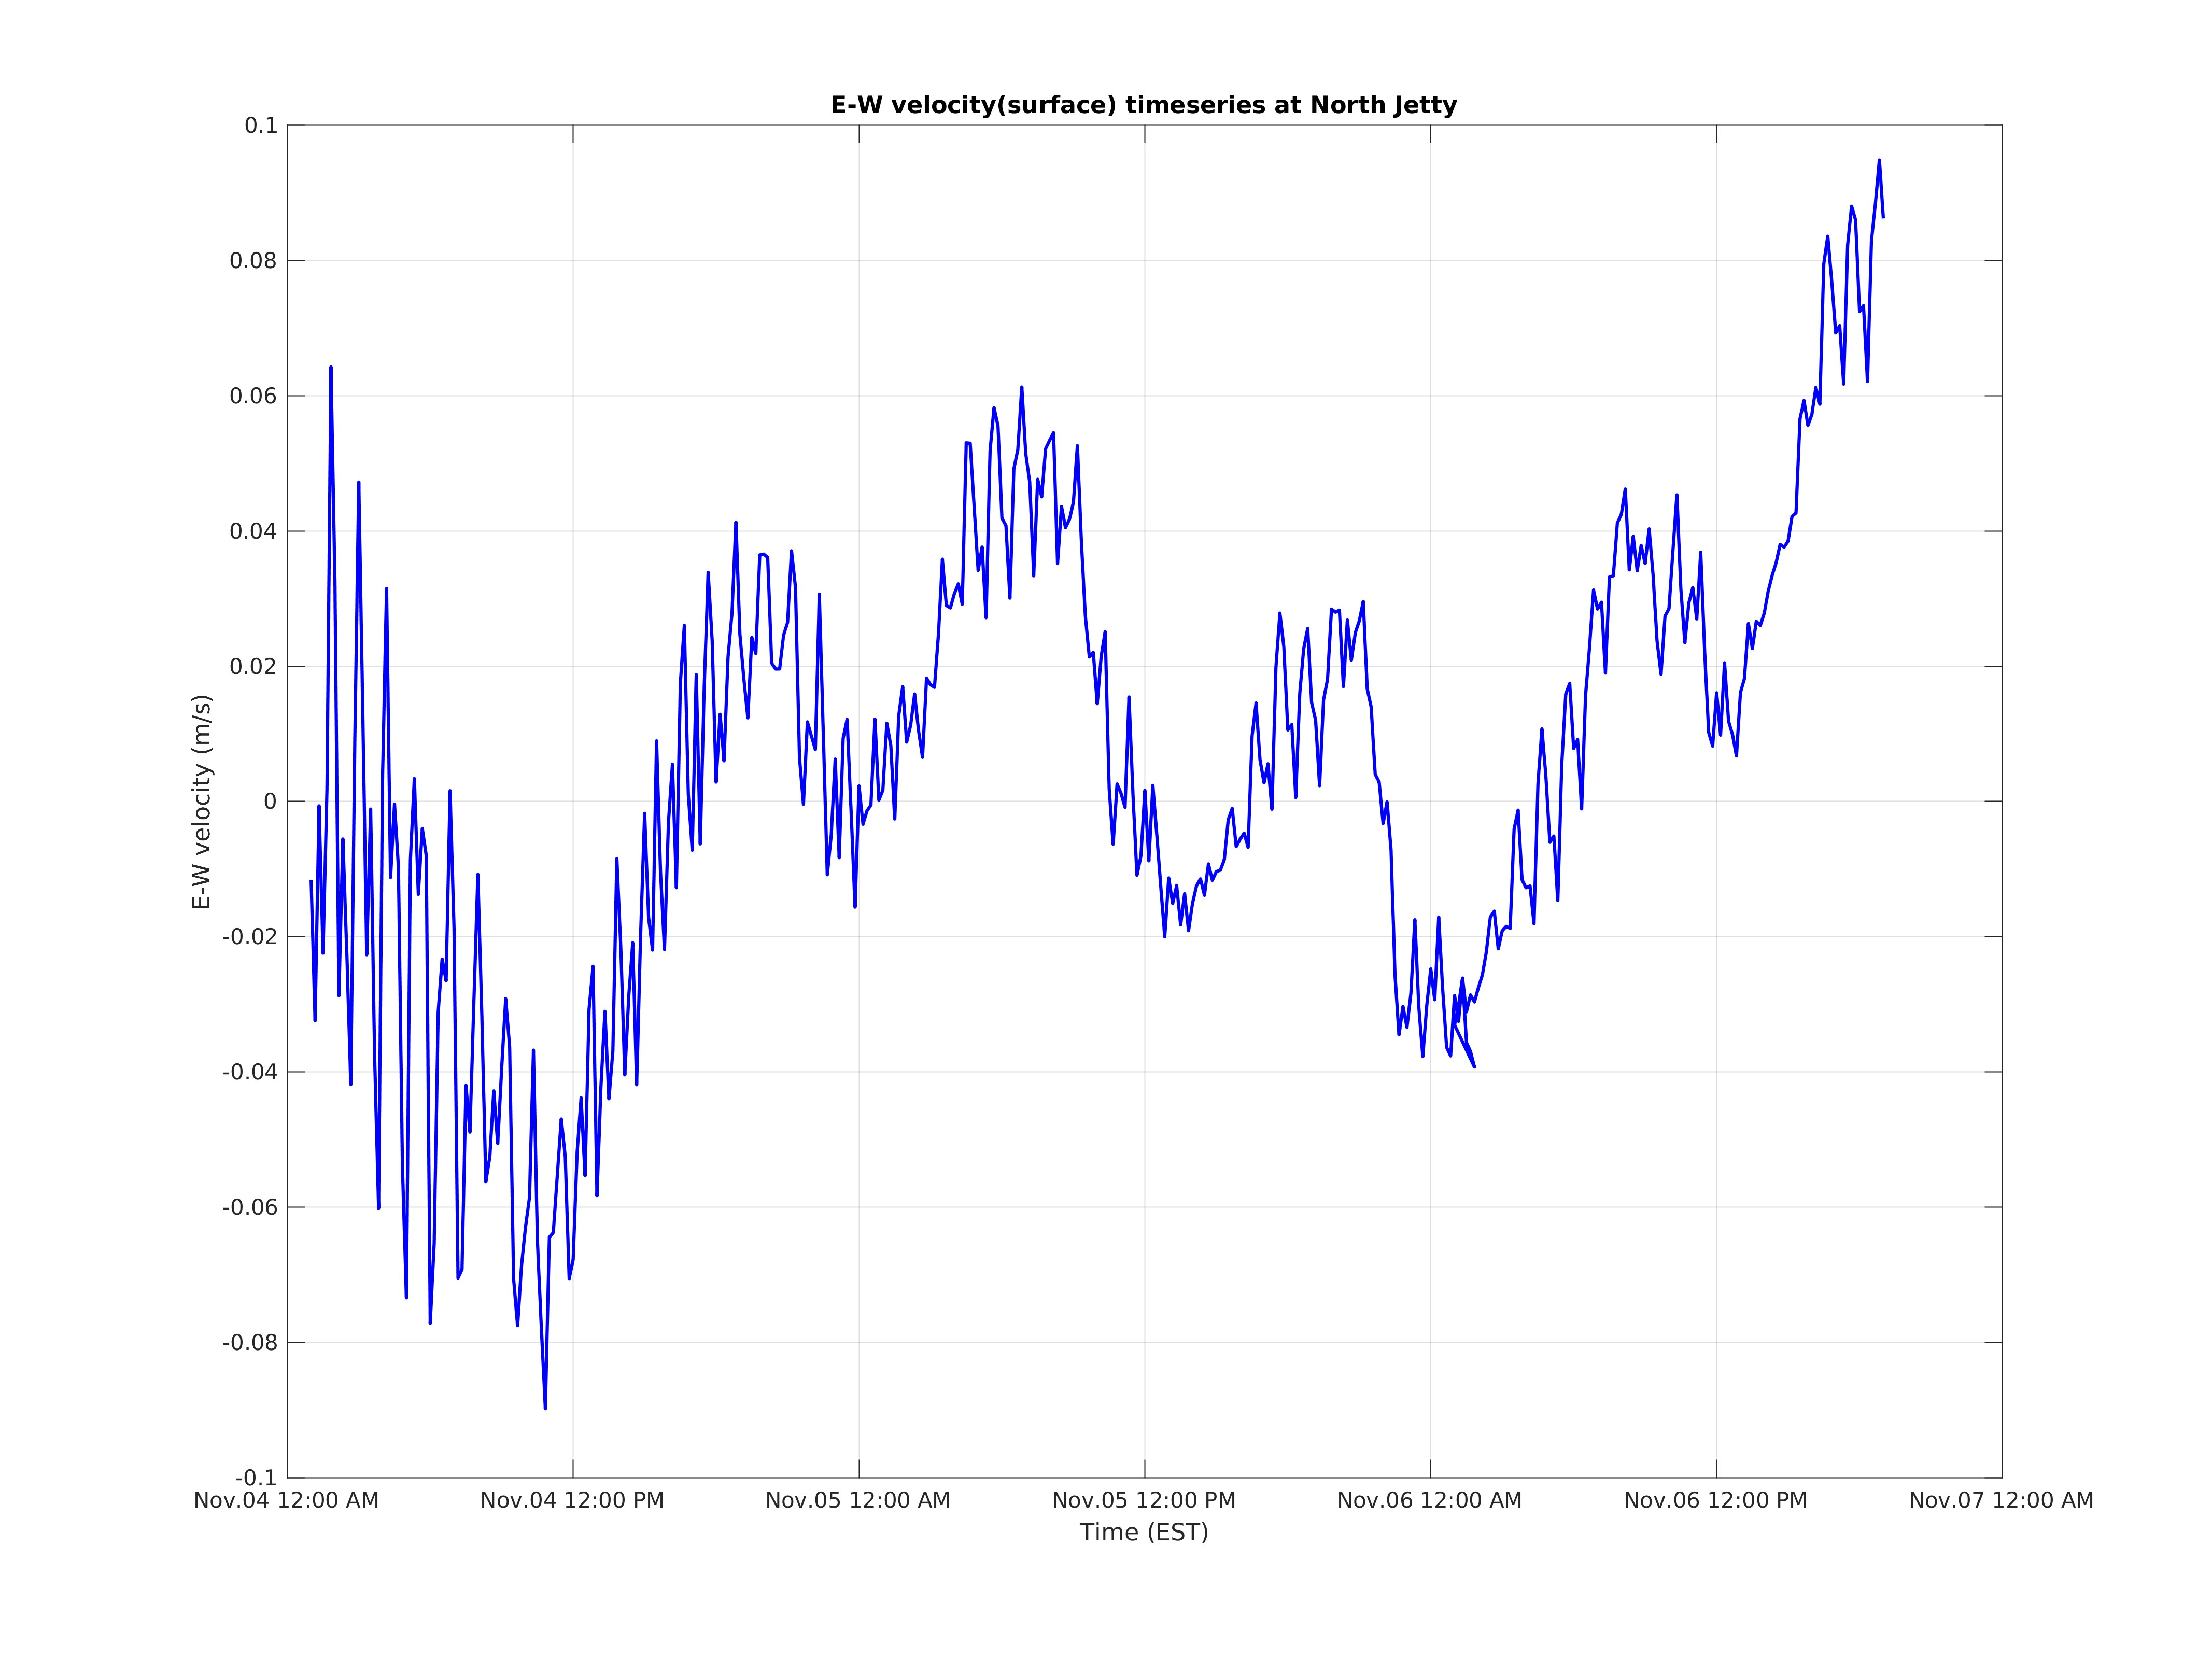 E-W velocity(surface) timeseries at North Jetty
0.1
0.08
0.06
0.04
0.02
0
-0.02
-0.04
-0.06
-0.08
-0.1
E-W velocity (m/s)
Nov.04 12:00 AM Nov.04 12:00 PM Nov.05 12:00 AM Nov.05 12:00 PM Nov.06 12:00 AM Nov.06 12:00 PM Nov.07 12:00 AM
Time (EST)